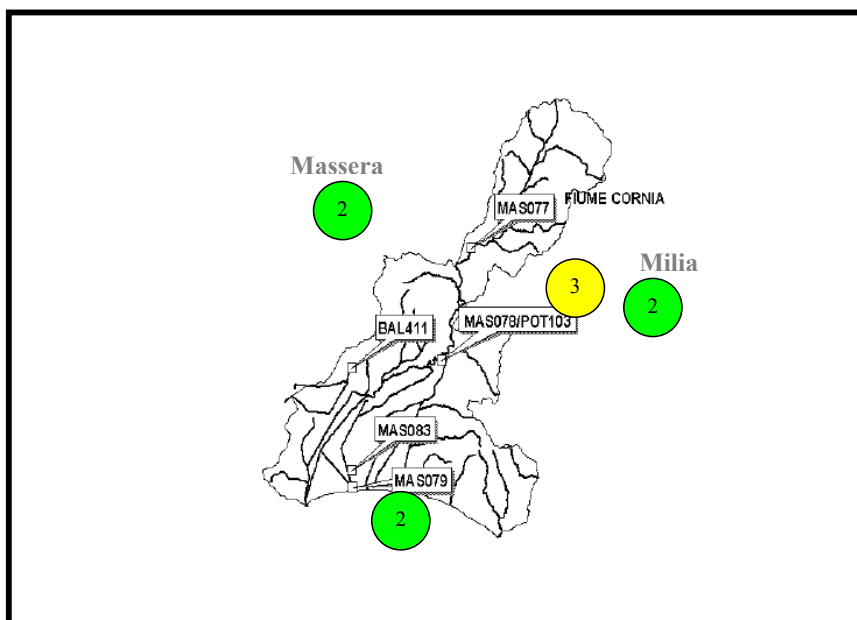 Massera
2
MAS077
FIUME CORNIA
Milia
3
2
BAL411
MAS078/POT103
MAS083
MAS079
2